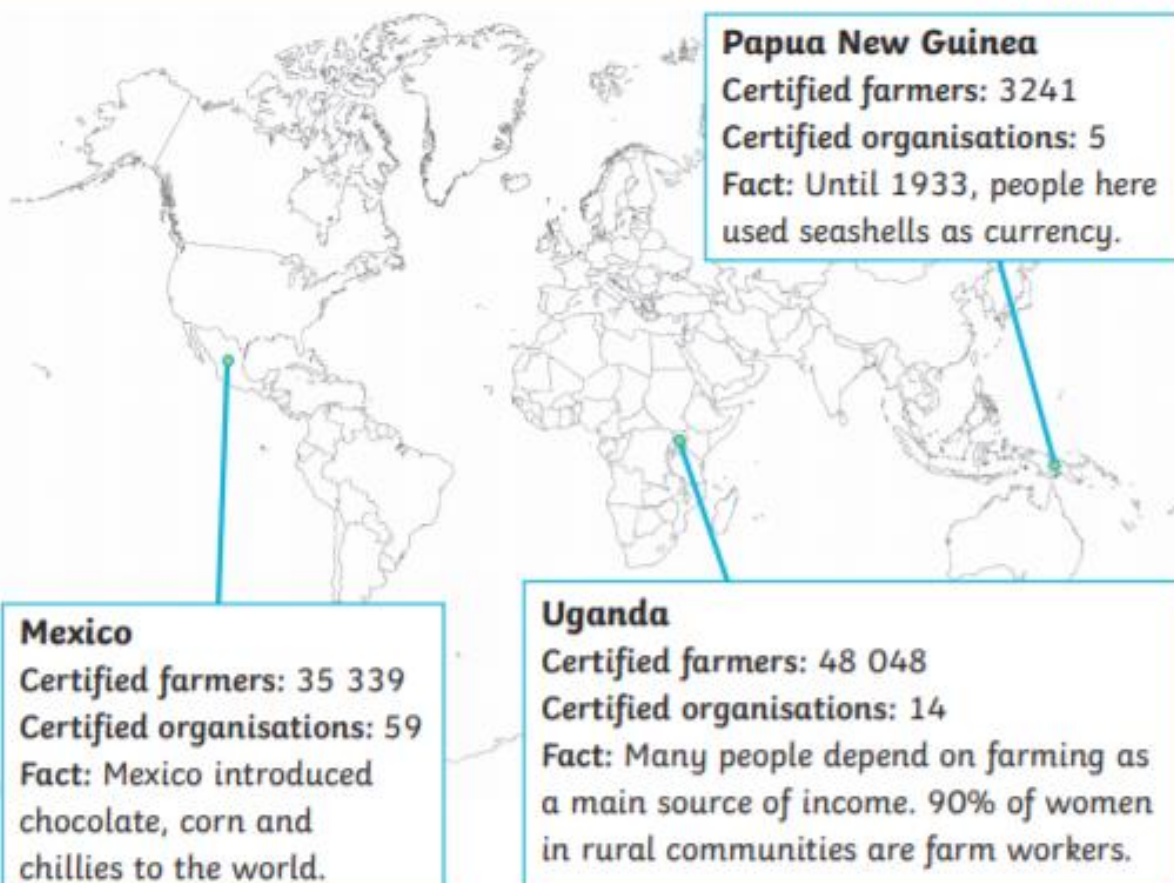 Papua New Guinea
Certified farmers: 3241
Certified organisations: 5
Fact: Until 1933, people here
used seashells as currency.
Mexico
Certified farmers: 35 339
Certified organisations: 59
Fact: Mexico introduced
chocolate, corn and
chillies to the world.
Uganda
Certified farmers: 48 048
Certified organisations: 14
Fact: Many people depend on farming as
a main source of income. 90% of women
in rural communities are farm workers.